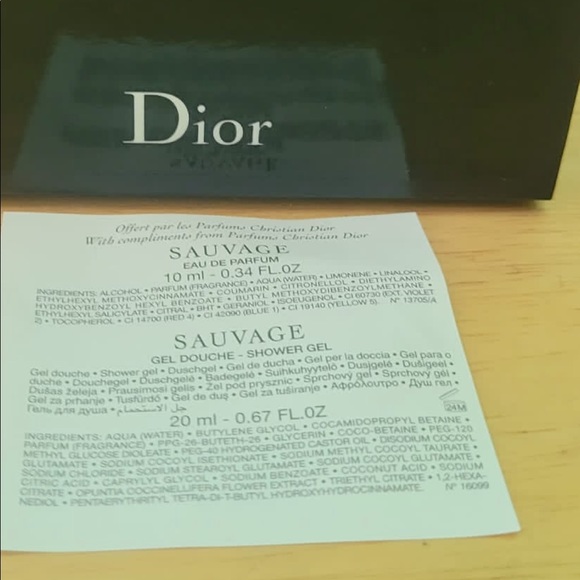 Dior
Offert par les Parfums Christian Dior
With compliments from Parfums Christian Dior
SAUVAGE
EAU DE PARFUM
10 ml - 0.34 FL.OZ
INGREDIENTS: ALCOHOL • PARFUM (FRAGRANCE) • AQUA (WATER) • LIMONENE • LINALOOL •
ETHYLHEXYL METHOXYCINNAMATE • COUMARIN • CITRONELLOL • DIETHYLAMINO
HYDROXYBENZOYL HEXYL BENZOATE • BUTYL METHOXYDIBENZOYLMETHANE •
ETHYLHEXYL SALICYLATE • CITRAL • BHT • GERANIOL • ISOEUGENOL • CI 60730 (EXT. VIOLET
2) • TOCOPHEROL • CI 14700 (RED 4) • CI 42090 (BLUE 1) • CI 19140 (YELLOW 5). N° 13705/4
SAUVAGE
GEL DOUCHE - SHOWER GEL
Gel douche • Shower gel • Duschgel • Gel de ducha • Gel per la doccia • Gel para o
duche • Douchegel • Duschgelé • Badegelé • Suihkuhyytelö • Dusjgelé • Dušigeel •
Dušas želeja • Prausimosi gelis • Żel pod prysznic • Sprchový gel • Sprchový gél •
Gel za prhanje • Tusfürdő • Gel de duș • Gel za tuširanje • Αφρόλουτρο • Душ гел •
Гель для душа • جل الاستحمام
24M
20 ml - 0.67 FL.OZ
INGREDIENTS: AQUA (WATER) • BUTYLENE GLYCOL • COCAMIDOPROPYL BETAINE •
PARFUM (FRAGRANCE) • PPG-26-BUTETH-26 • GLYCERIN • COCO-BETAINE • PEG-120
METHYL GLUCOSE DIOLEATE • PEG-40 HYDROGENATED CASTOR OIL • DISODIUM COCOYL
GLUTAMATE • SODIUM COCOYL ISETHIONATE • SODIUM METHYL COCOYL TAURATE •
SODIUM CHLORIDE • SODIUM STEAROYL GLUTAMATE • SODIUM COCOYL GLUTAMATE •
CITRIC ACID • CAPRYLYL GLYCOL • SODIUM BENZOATE • COCONUT ACID • SODIUM
CITRATE • OPUNTIA COCCINELLIFERA FLOWER EXTRACT • TRIETHYL CITRATE • 1,2-HEXA-
NEDIOL • PENTAERYTHRITYL TETRA-DI-T-BUTYL HYDROXYHYDROCINNAMATE. N° 16099